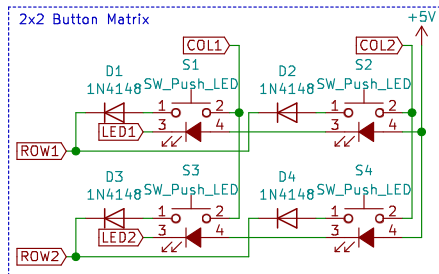 2x2 Button Matrix
+5V
COL1
COL2
D1
1N4148
S1
SW_Push_LED
D2
1N4148
S2
SW_Push_LED
1 2
1 2
LED1
3 4
3 4
ROW1
D3
1N4148
S3
SW_Push_LED
D4
1N4148
S4
SW_Push_LED
1 2
1 2
LED2
3 4
3 4
ROW2